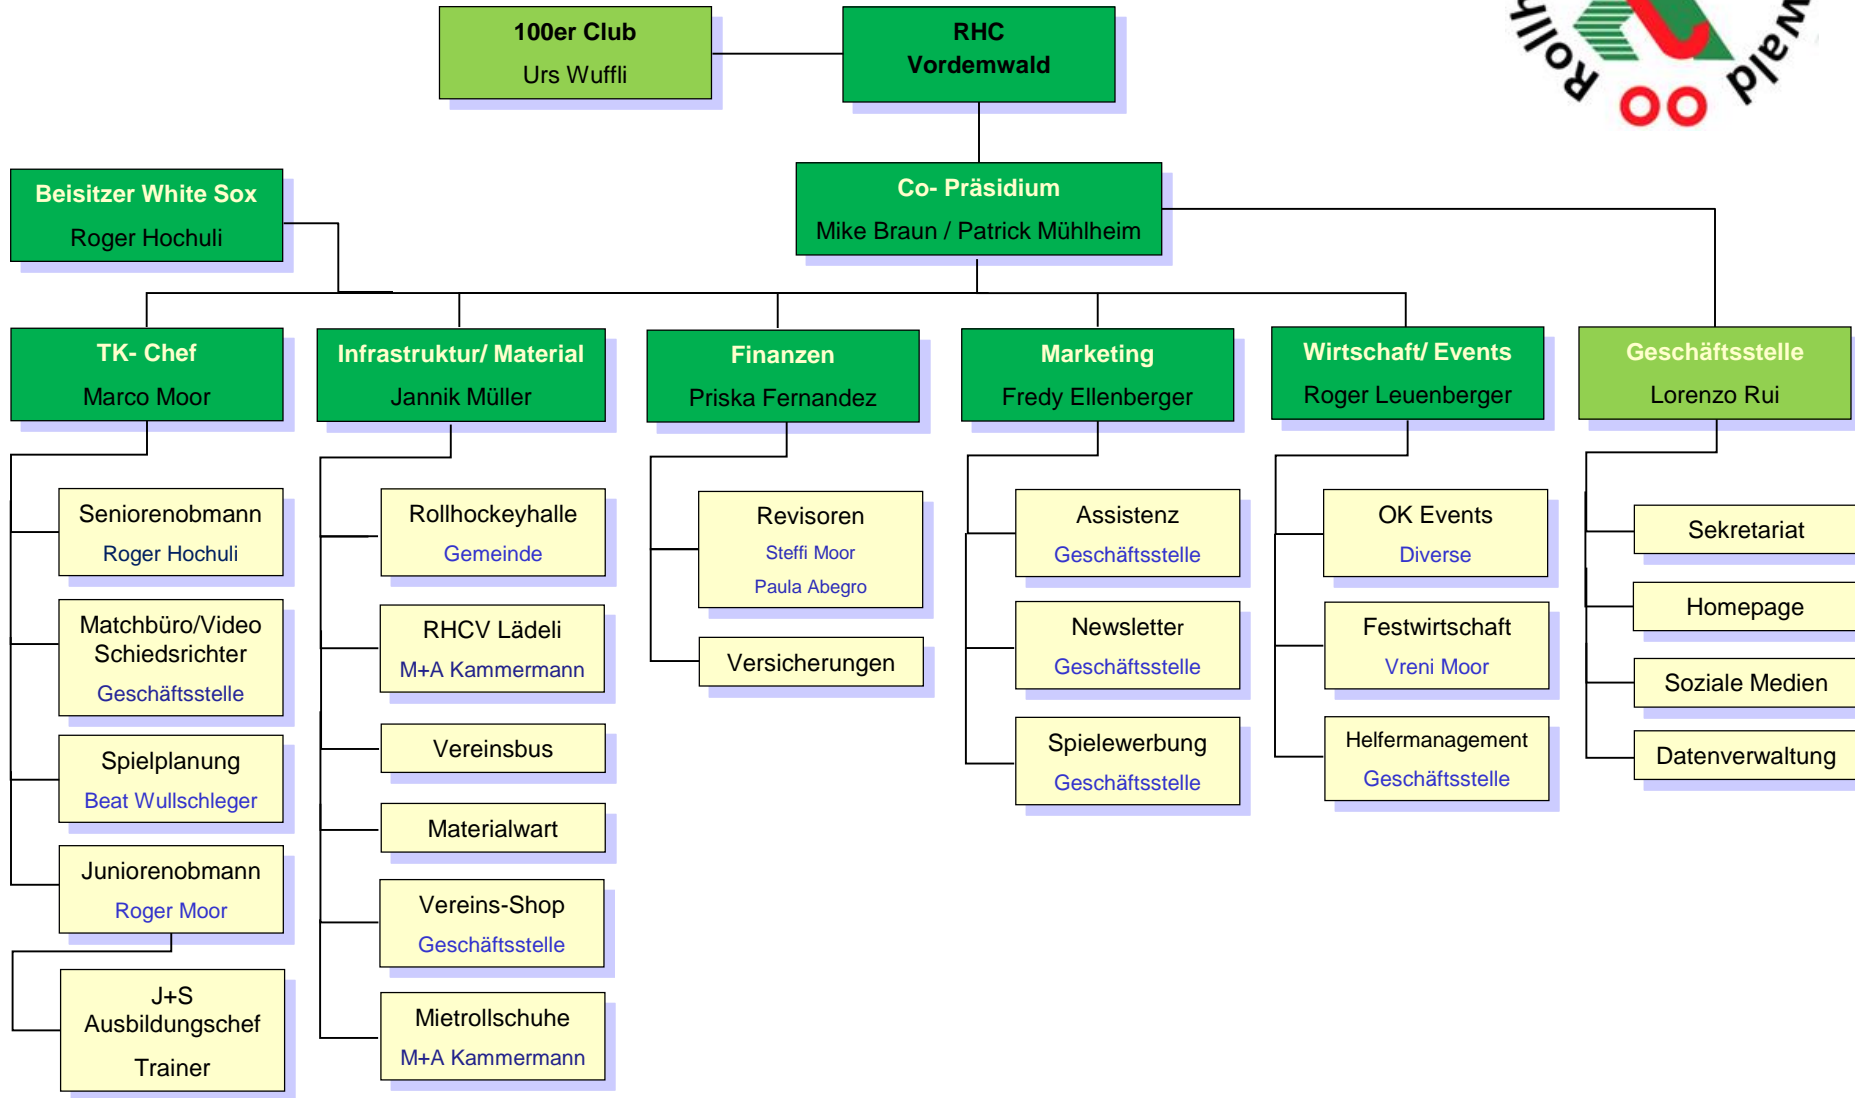 100er Club
Urs Wuffli
RHC
Vordemwald
Rollh
wald
Beisitzer White Sox
Roger Hochuli
Co- Präsidium
Mike Braun / Patrick Mühlheim
TK- Chef
Marco Moor
Infrastruktur/ Material
Jannik Müller
Finanzen
Priska Fernandez
Marketing
Fredy Ellenberger
Wirtschaft/ Events
Roger Leuenberger
Geschäftsstelle
Lorenzo Rui
Seniorenobmann
Roger Hochuli
Matchbüro/Video
Schiedsrichter
Geschäftsstelle
Spielplanung
Beat Wullschleger
Juniorenobmann
Roger Moor
J+S
Ausbildungschef
Trainer
Rollhockeyhalle
Gemeinde
RHCV Lädeli
M+A Kammermann
Vereinsbus
Materialwart
Vereins-Shop
Geschäftsstelle
Mietrollschuhe
M+A Kammermann
Revisoren
Steffi Moor
Paula Abegro
Versicherungen
Assistenz
Geschäftsstelle
Newsletter
Geschäftsstelle
Spielewerbung
Geschäftsstelle
OK Events
Diverse
Festwirtschaft
Vreni Moor
Helfermanagement
Geschäftsstelle
Sekretariat
Homepage
Soziale Medien
Datenverwaltung